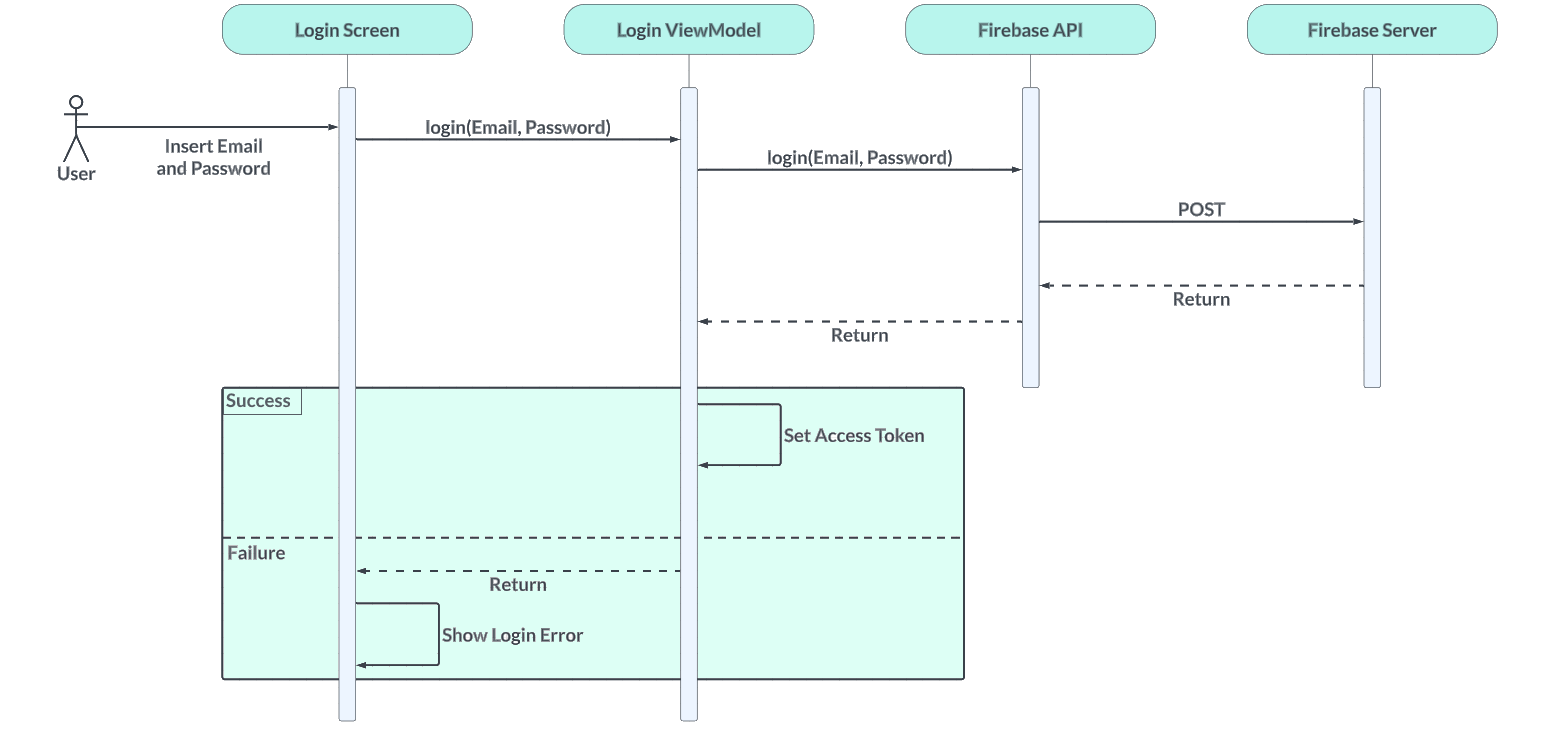 Login Screen
Login ViewModel
Firebase API
Firebase Server
User
Insert Email
and Password
login(Email, Password)
login(Email, Password)
POST
Return
Return
Success
Set Access Token
Failure
Return
Show Login Error